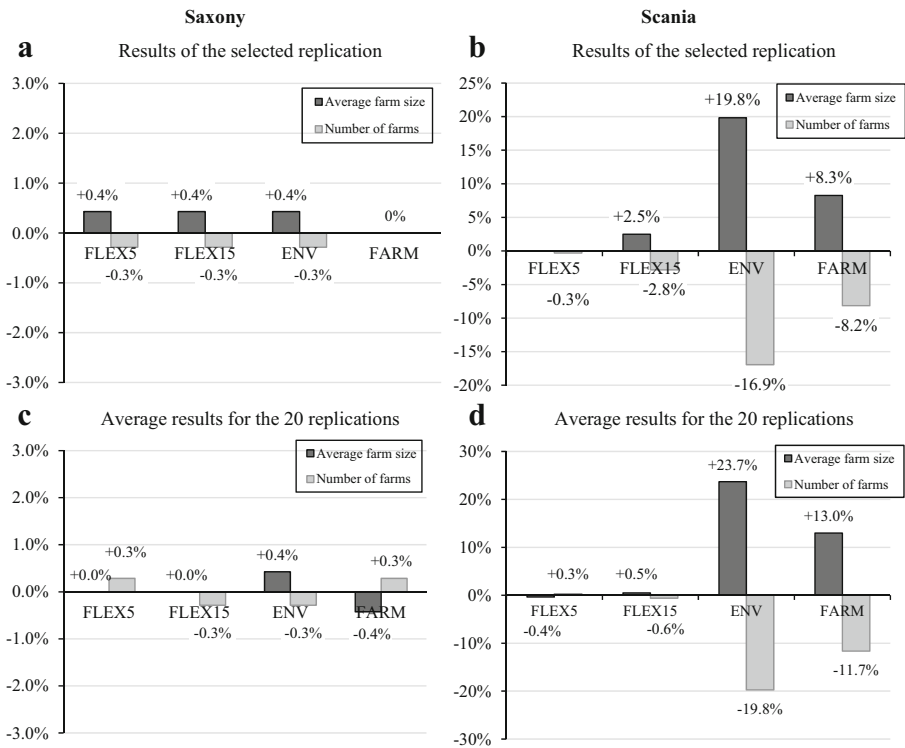 Saxony
Scania
a
Results of the selected replication
3.0%
2.0%
1.0%
0.0%
-1.0%
-2.0%
-3.0%
Average farm size
Number of farms
+0.4%
+0.4%
+0.4%
0%
FLEX5
FLEX15
ENV
FARM
-0.3%
-0.3%
-0.3%
b
Results of the selected replication
25%
20%
15%
10%
5%
0%
-5%
-10%
-15%
-20%
Average farm size
Number of farms
+19.8%
+8.3%
+2.5%
FLEX5
FLEX15
ENV
FARM
-0.3%
-2.8%
-8.2%
-16.9%
c
Average results for the 20 replications
3.0%
2.0%
1.0%
0.0%
-1.0%
-2.0%
-3.0%
Average farm size
Number of farms
+0.0%
+0.3%
+0.0%
+0.4%
+0.3%
FLEX5
FLEX15
ENV
FARM
-0.3%
-0.3%
-0.4%
d
Average results for the 20 replications
30%
20%
10%
0%
-10%
-20%
-30%
Average farm size
Number of farms
+23.7%
+13.0%
+0.3%
+0.5%
FLEX5
FLEX15
ENV
FARM
-0.4%
-0.6%
-11.7%
-19.8%